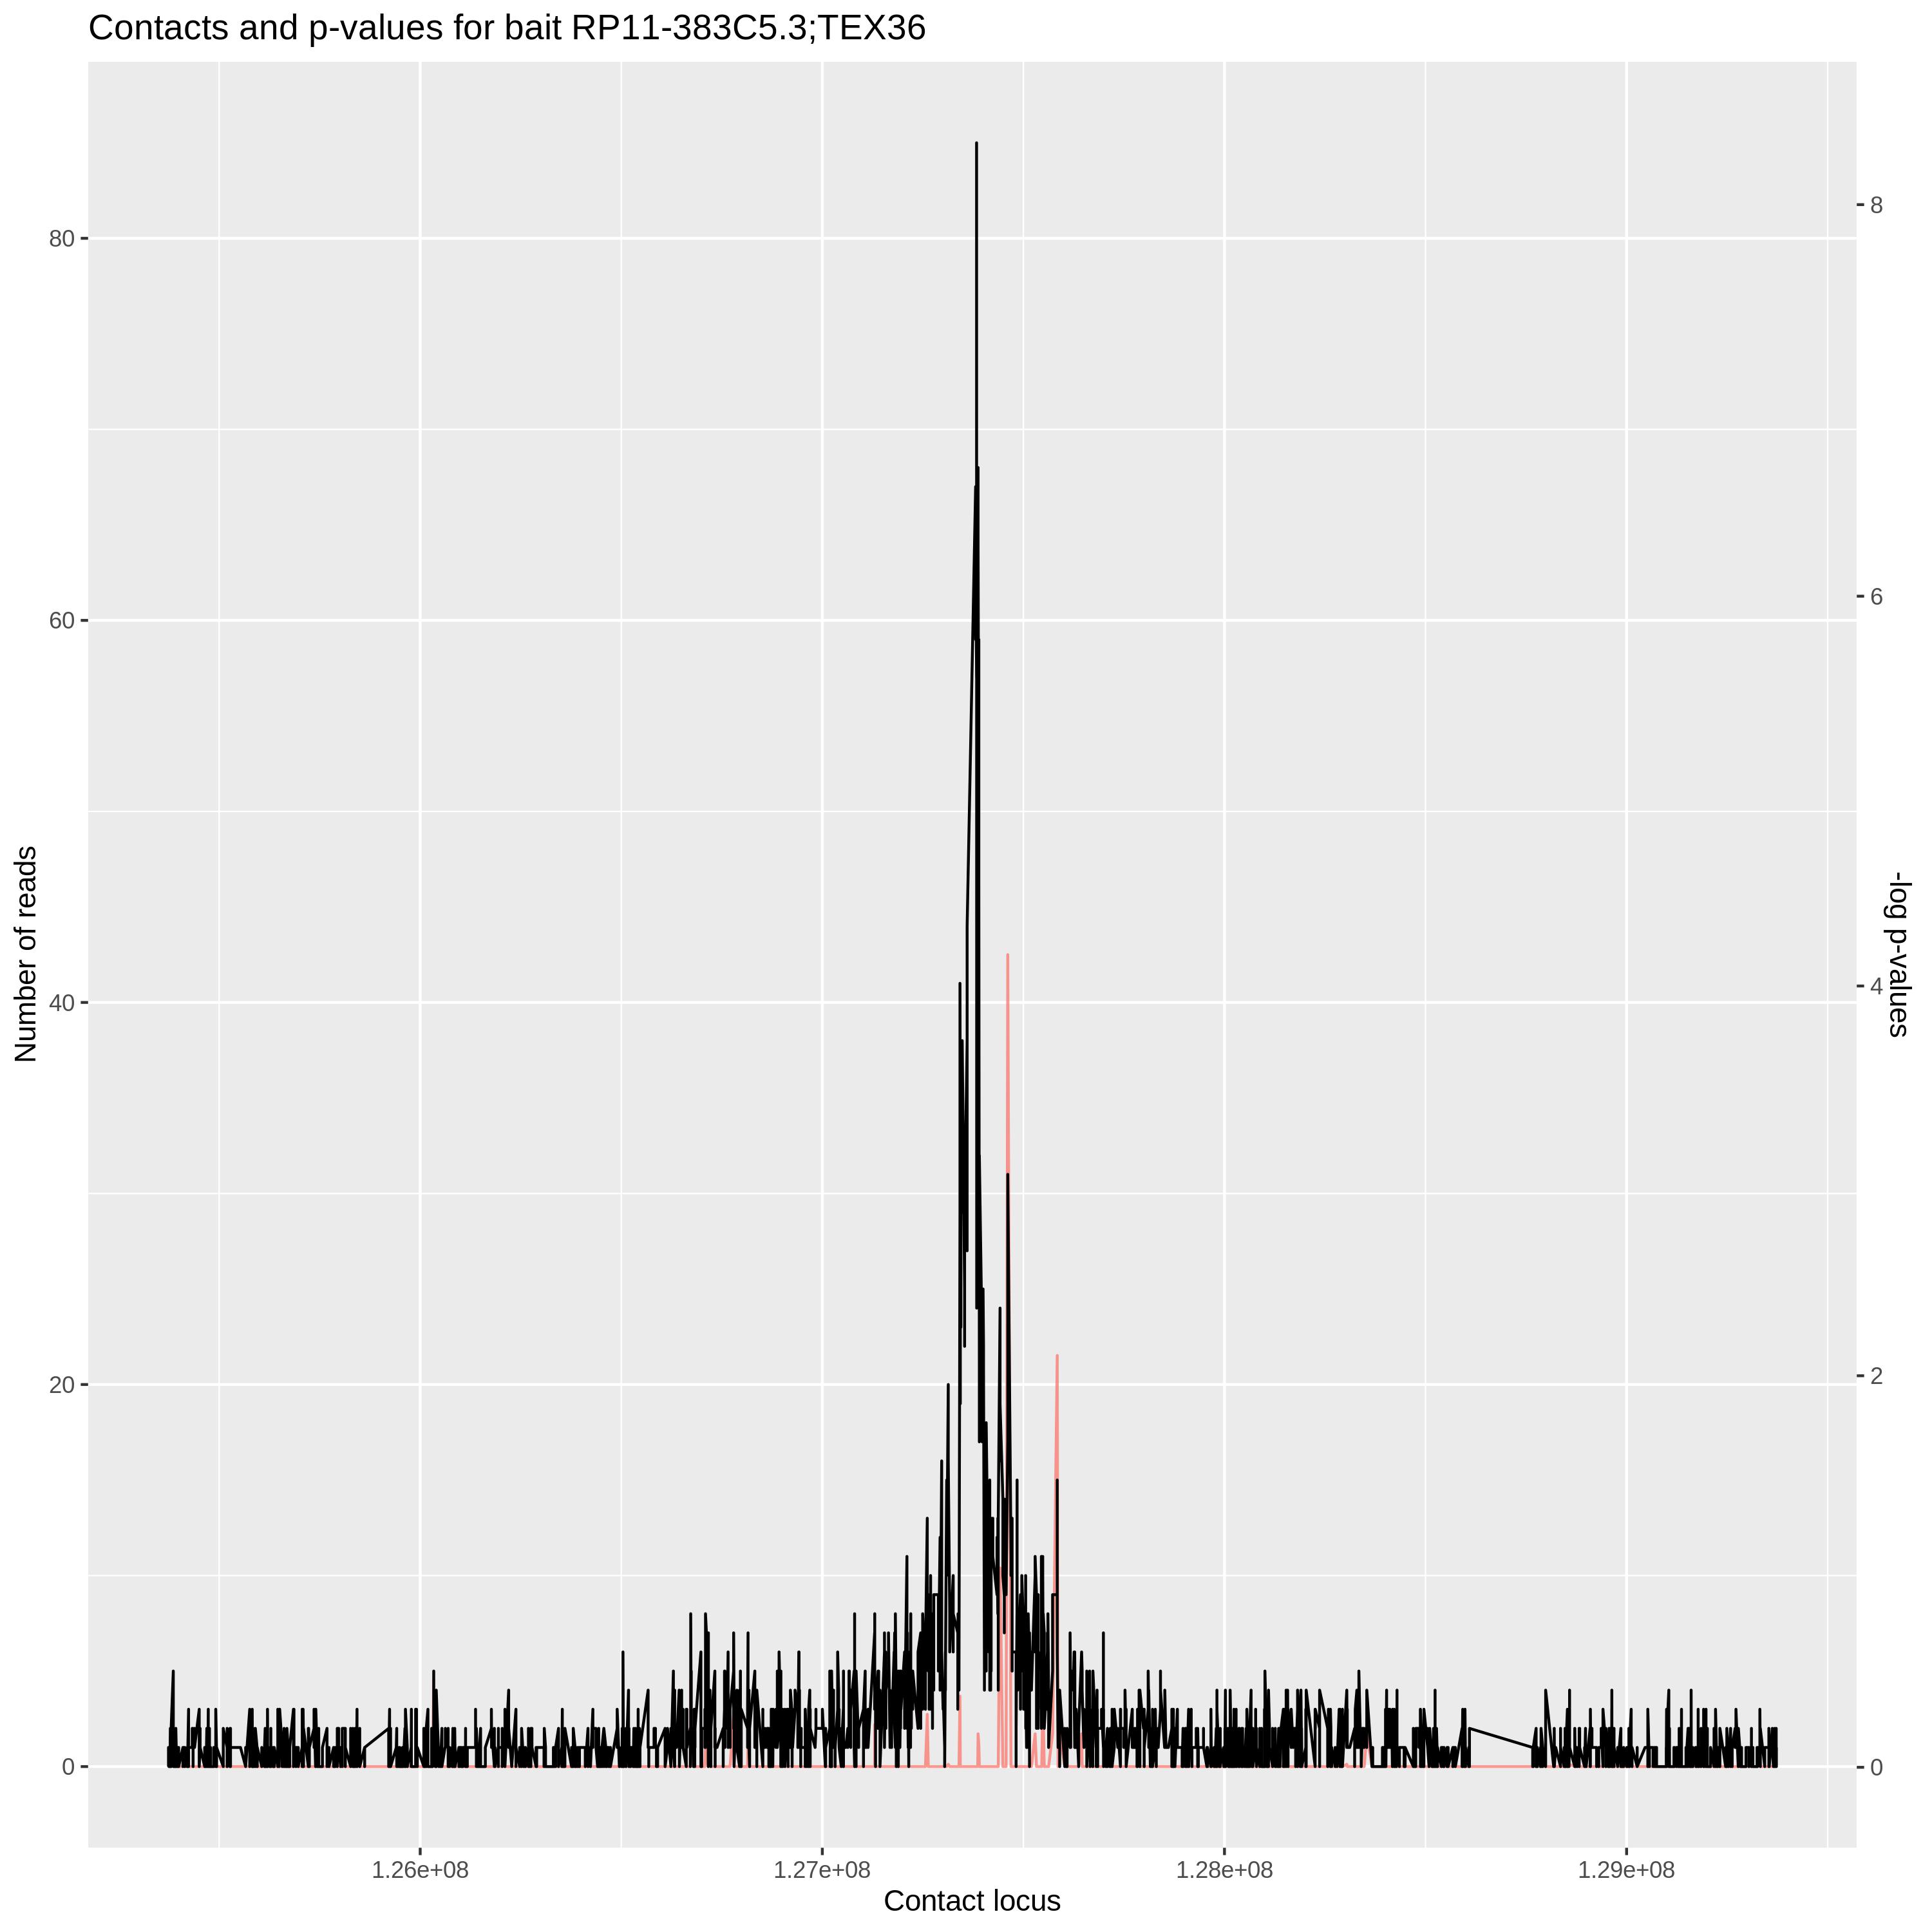 Contacts and p-values for bait RP11-383C5.3;TEX36
80
60
40
20
0
Number of reads
8
6
4
2
0
-log p-values
1.26e+08
1.27e+08
1.28e+08
1.29e+08
Contact locus